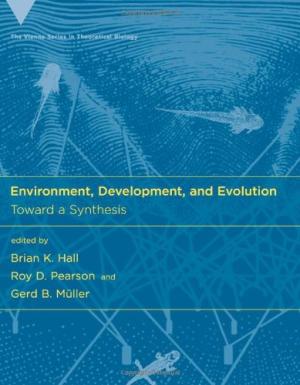 The Vienna Series in Theoretical Biology
Environment, Development, and Evolution
Toward a Synthesis
edited by
Brian K. Hall
Roy D. Pearson and
Gerd B. Müller